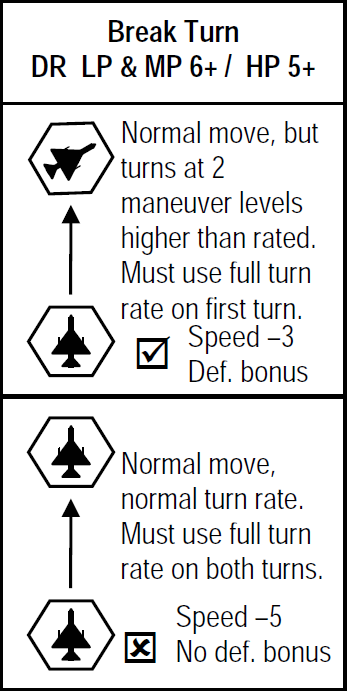 Break Turn
DR LP & MP 6+ / HP 5+
Normal move, but
turns at 2
maneuver levels
higher than rated.
Must use full turn
rate on first turn.
Speed –3
Def. bonus
Normal move,
normal turn rate.
Must use full turn
rate on both turns.
Speed –5
No def. bonus